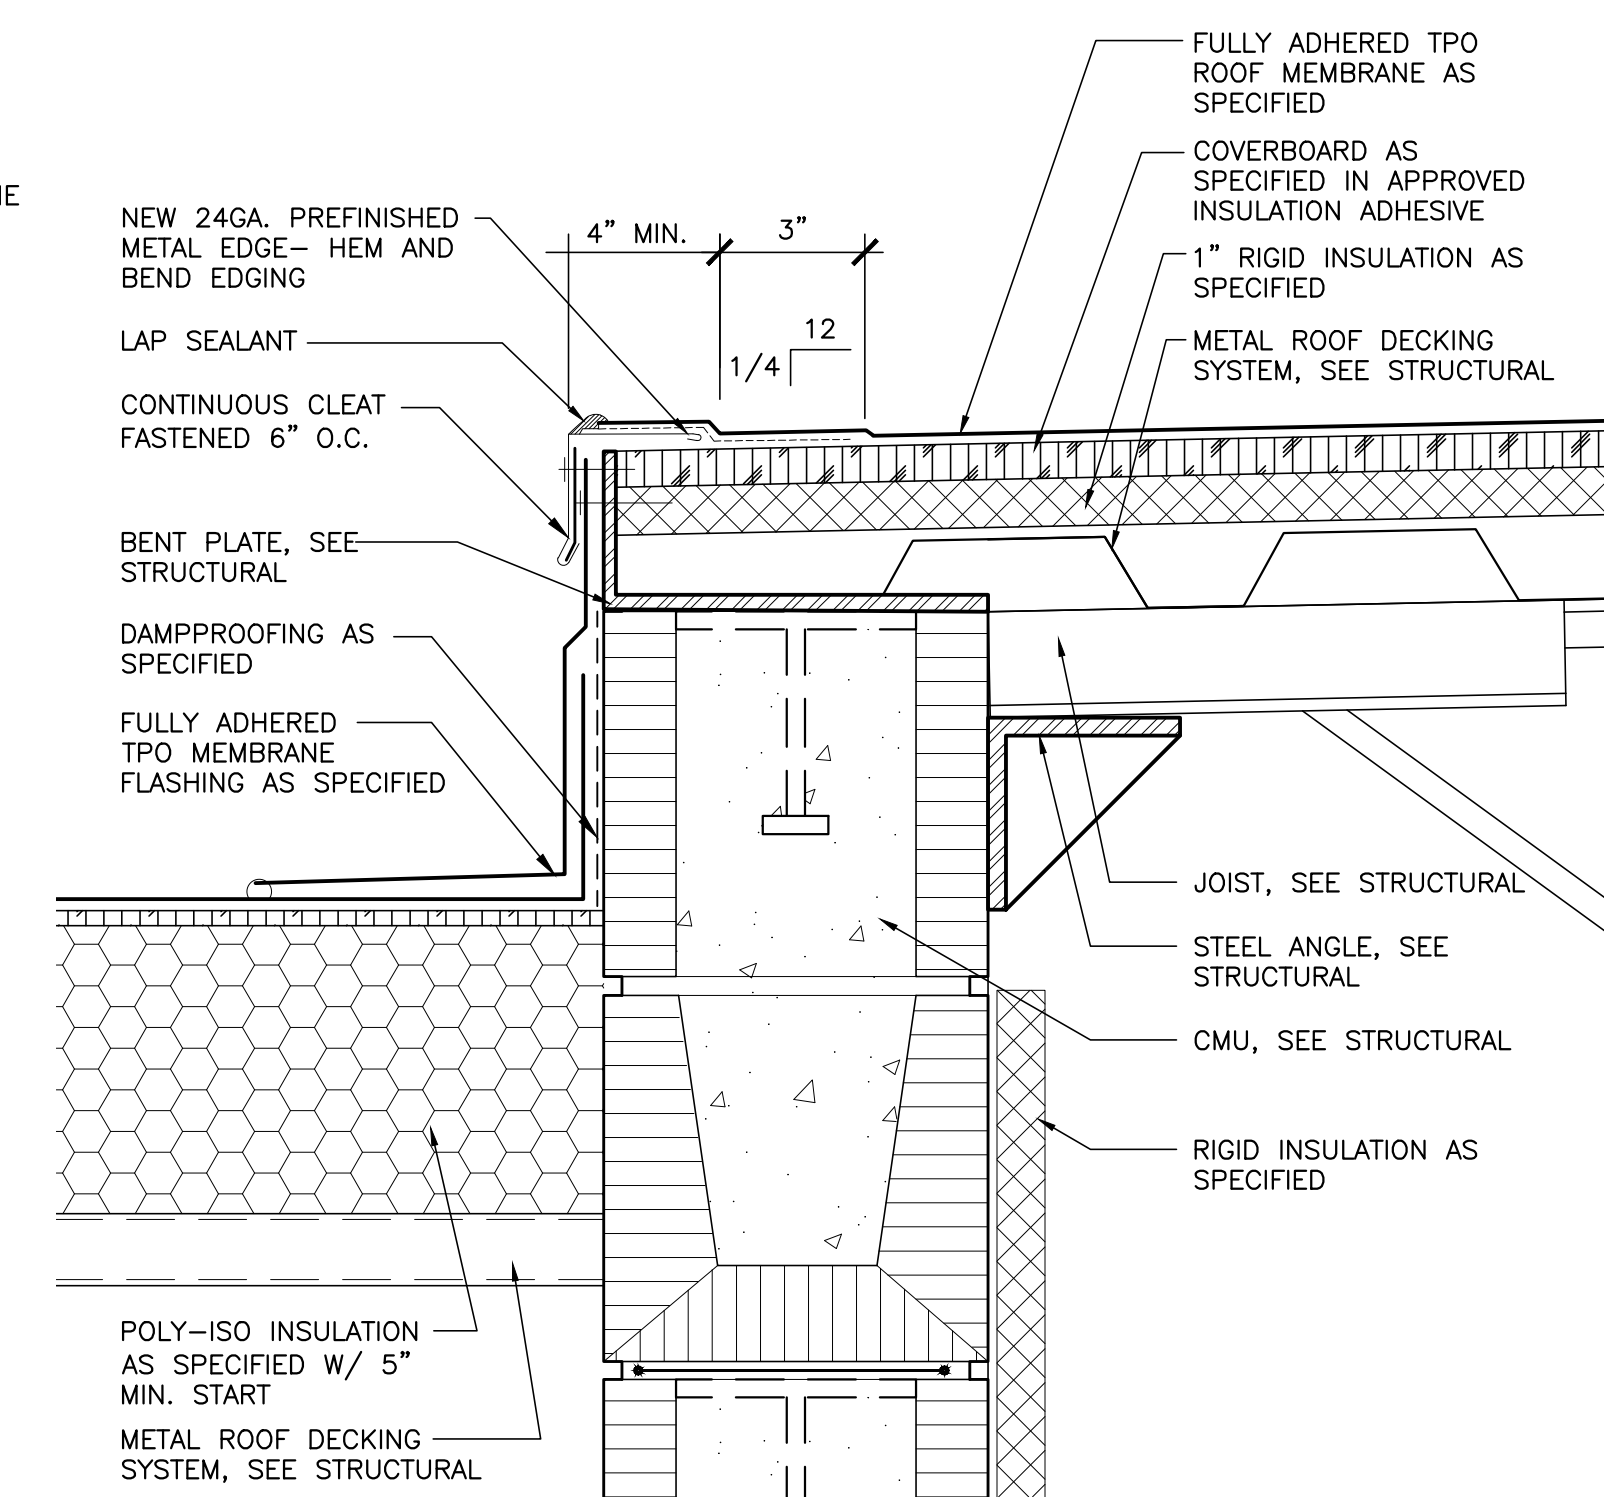 NEW 24GA. PREFINISHED
METAL EDGE– HEM AND
BEND EDGING
LAP SEALANT
CONTINUOUS CLEAT
FASTENED 6” O.C.
BENT PLATE, SEE
STRUCTURAL
DAMPPROOFING AS
SPECIFIED
FULLY ADHERED
TPO MEMBRANE
FLASHING AS SPECIFIED
POLY–ISO INSULATION
AS SPECIFIED W/ 5”
MIN. START
METAL ROOF DECKING
SYSTEM, SEE STRUCTURAL
4” MIN.
3”
12
1/4
FULLY ADHERED TPO
ROOF MEMBRANE AS
SPECIFIED
COVERBOARD AS
SPECIFIED IN APPROVED
INSULATION ADHESIVE
1” RIGID INSULATION AS
SPECIFIED
METAL ROOF DECKING
SYSTEM, SEE STRUCTURAL
JOIST, SEE STRUCTURAL
STEEL ANGLE, SEE
STRUCTURAL
CMU, SEE STRUCTURAL
RIGID INSULATION AS
SPECIFIED